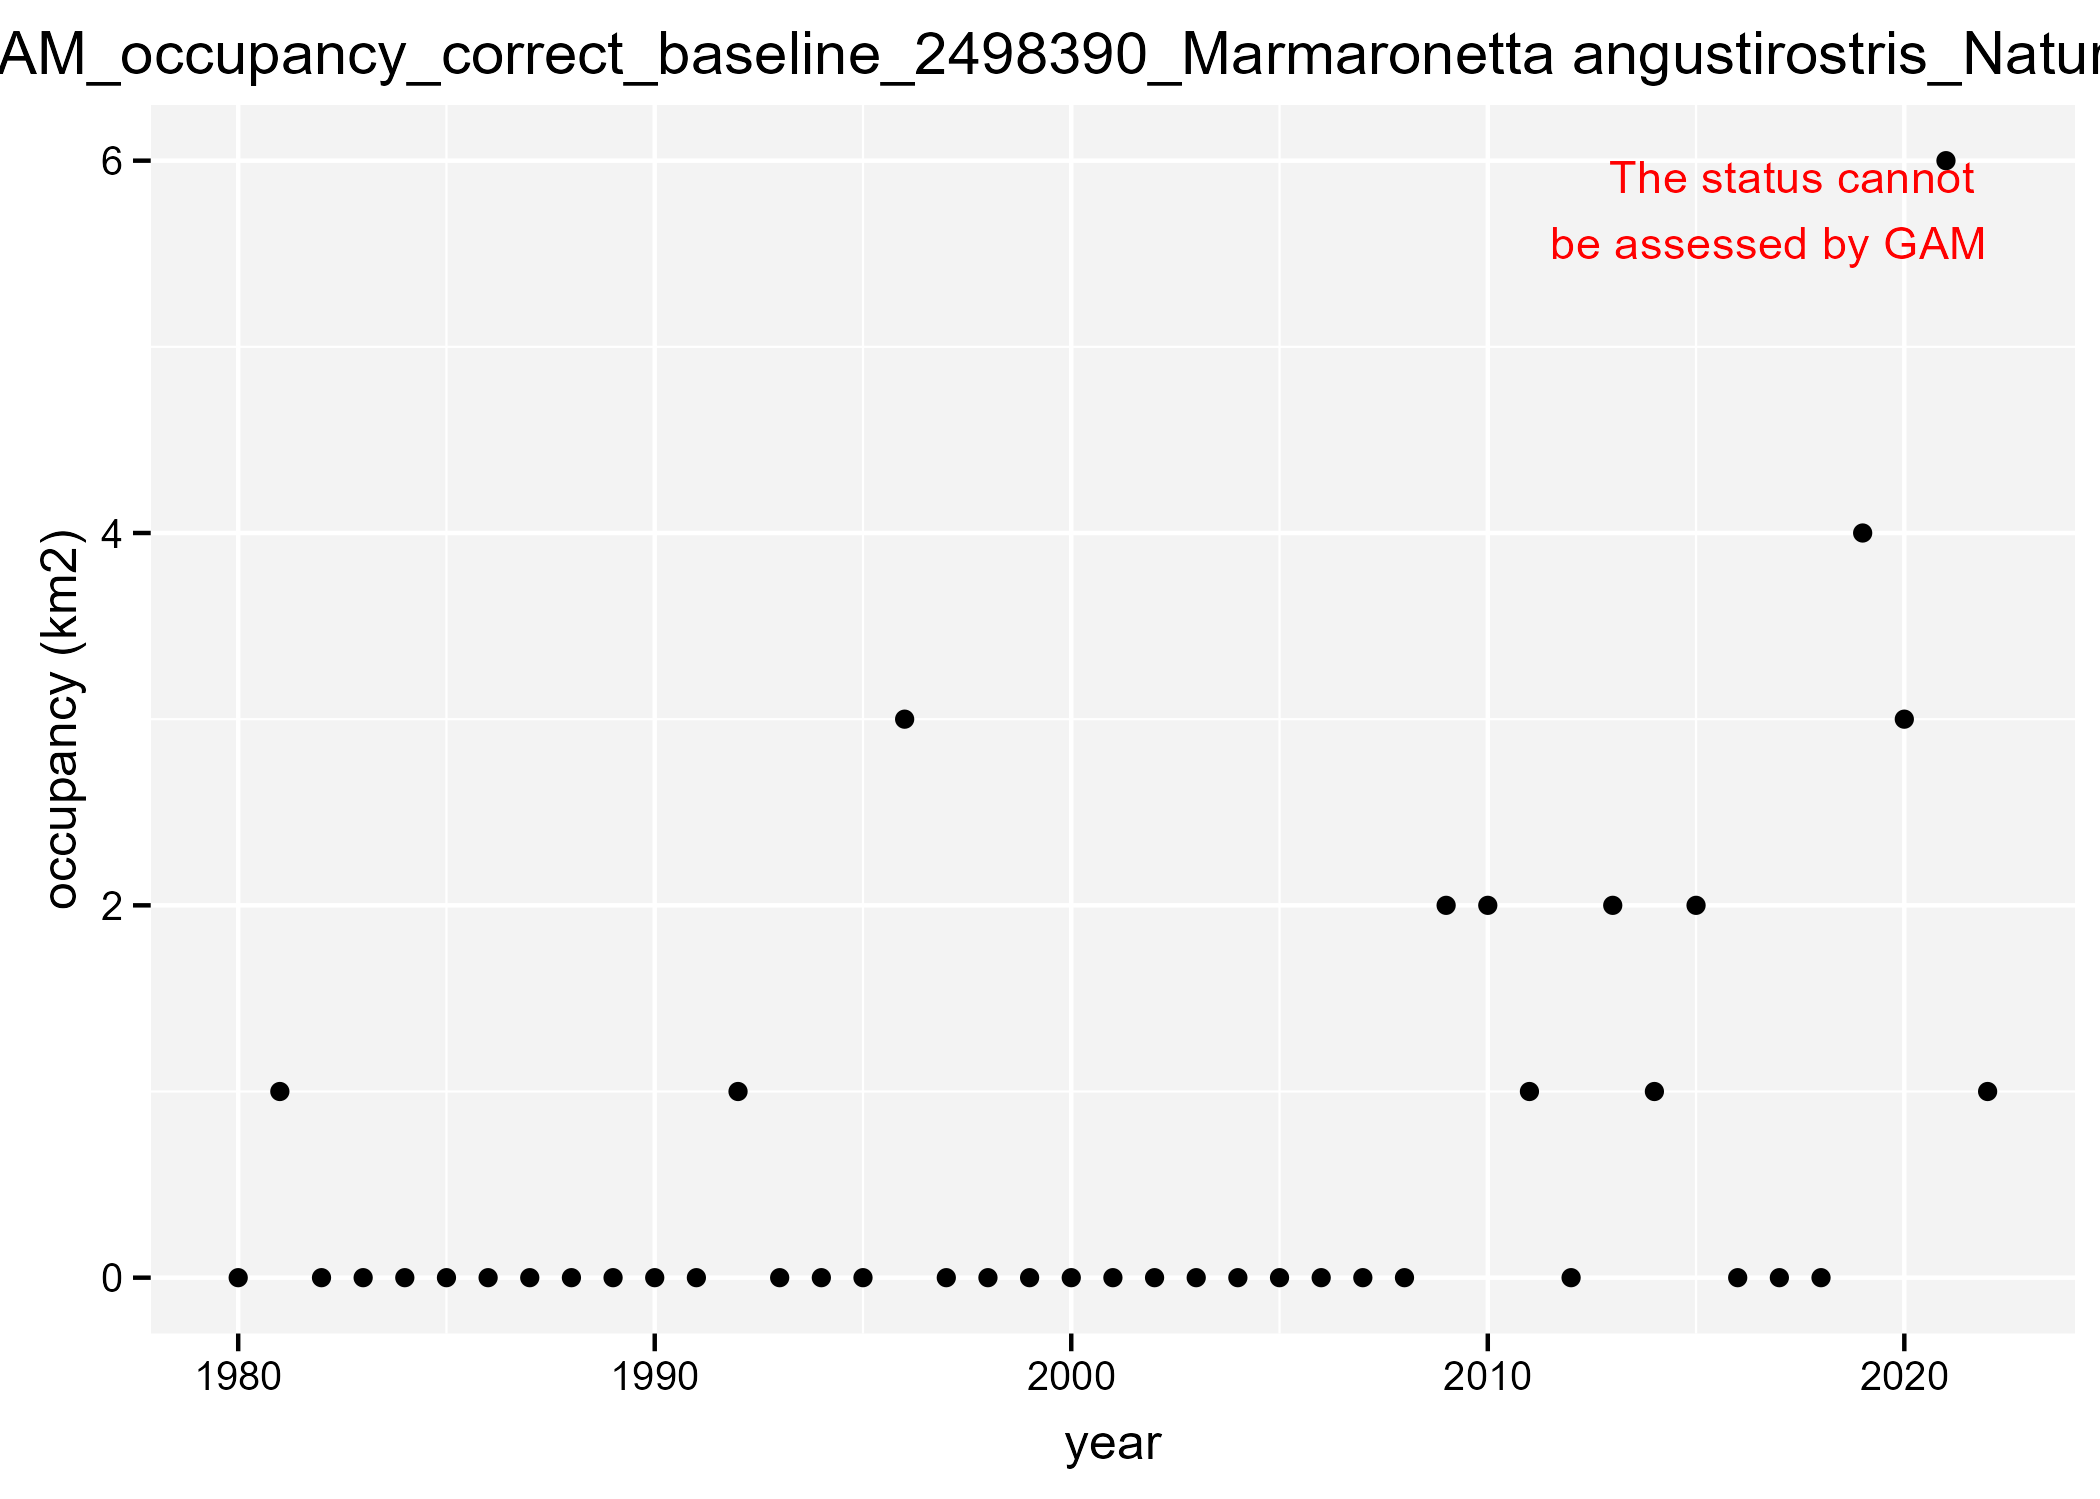 AM_occupancy_correct_baseline_2498390_Marmaronetta angustirostris_Natur
6
The status cannot
be assessed by GAM
4
occupancy (km2)
2
0
1980 1990 2000 2010 2020
year